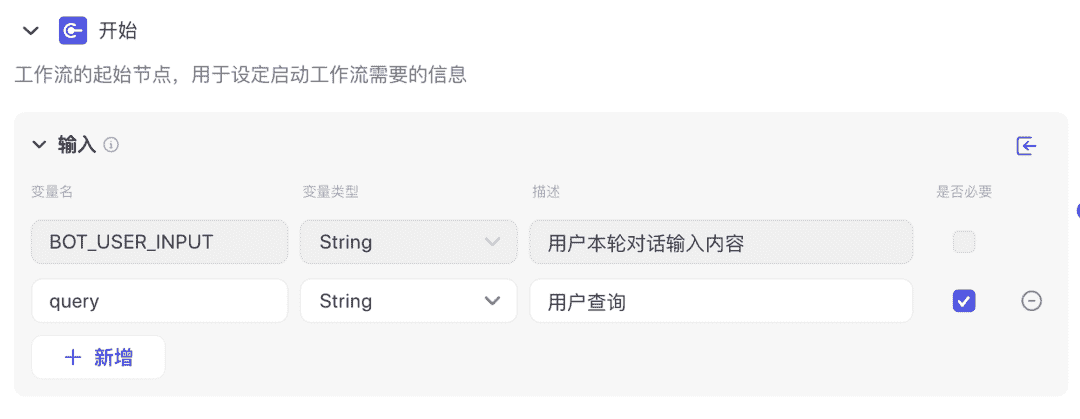 开始
工作流的起始节点，用于设定启动工作流需要的信息
输入
变量名 变量类型 描述 是否必要
BOT_USER_INPUT String 用户本轮对话输入内容
query String 用户查询
新增